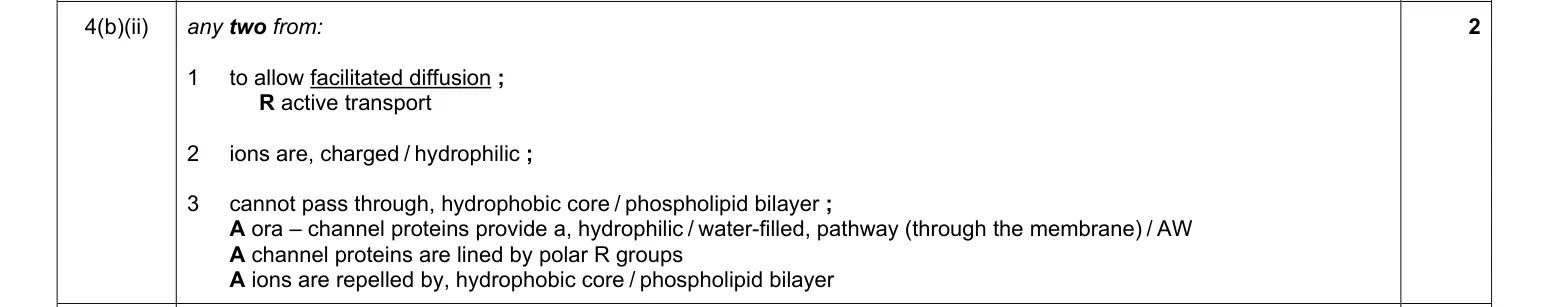 4(b)(ii) any two from: 2
1 to allow facilitated diffusion ;
R active transport
2 ions are, charged / hydrophilic ;
3 cannot pass through, hydrophobic core / phospholipid bilayer ;
A ora – channel proteins provide a, hydrophilic / water-filled, pathway (through the membrane) / AW
A channel proteins are lined by polar R groups
A ions are repelled by, hydrophobic core / phospholipid bilayer